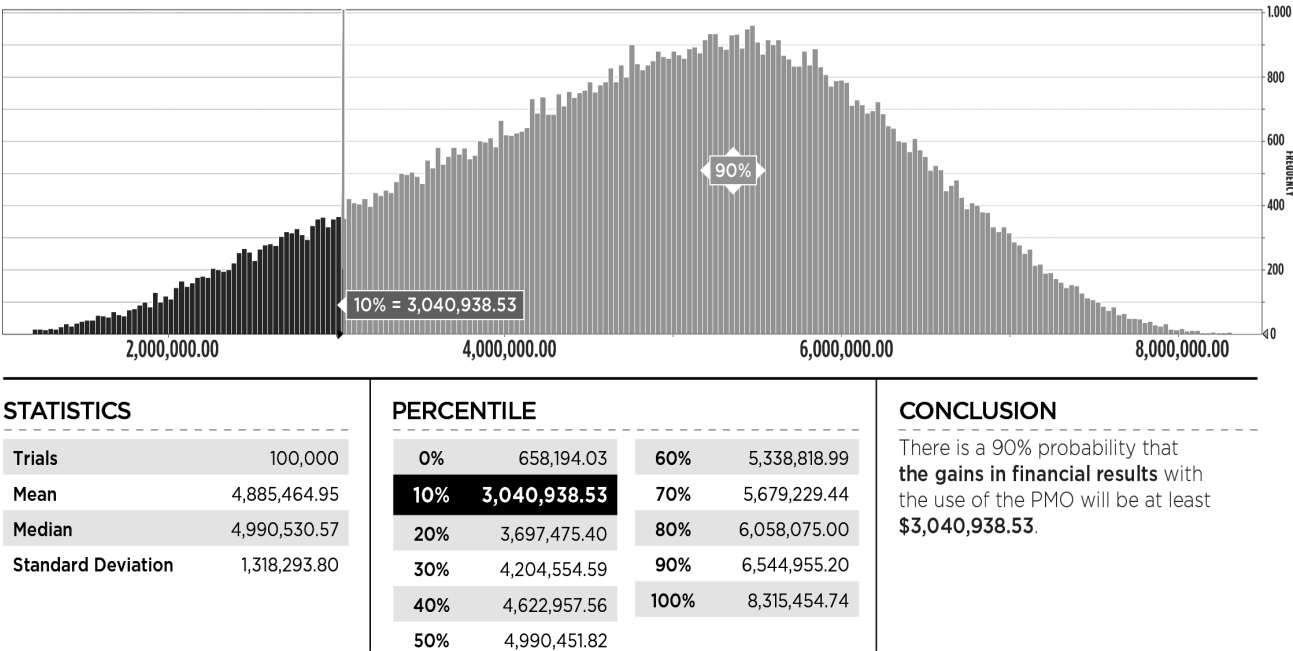 1.000
800
600
FREQUENCY
400
200
0
90%
10% = 3,040,938.53
2,000,000.00
4,000,000.00
6,000,000.00
8,000,000.00
STATISTICS
Trials 100,000
Mean 4,885,464.95
Median 4,990,530.57
Standard Deviation 1,318,293.80
PERCENTILE
0% 658,194.03
10% 3,040,938.53
20% 3,697,475.40
30% 4,204,554.59
40% 4,622,957.56
50% 4,990,451.82
60% 5,338,818.99
70% 5,679,229.44
80% 6,058,075.00
90% 6,544,955.20
100% 8,315,454.74
CONCLUSION
There is a 90% probability that
the gains in financial results with
the use of the PMO will be at least
$3,040,938.53.